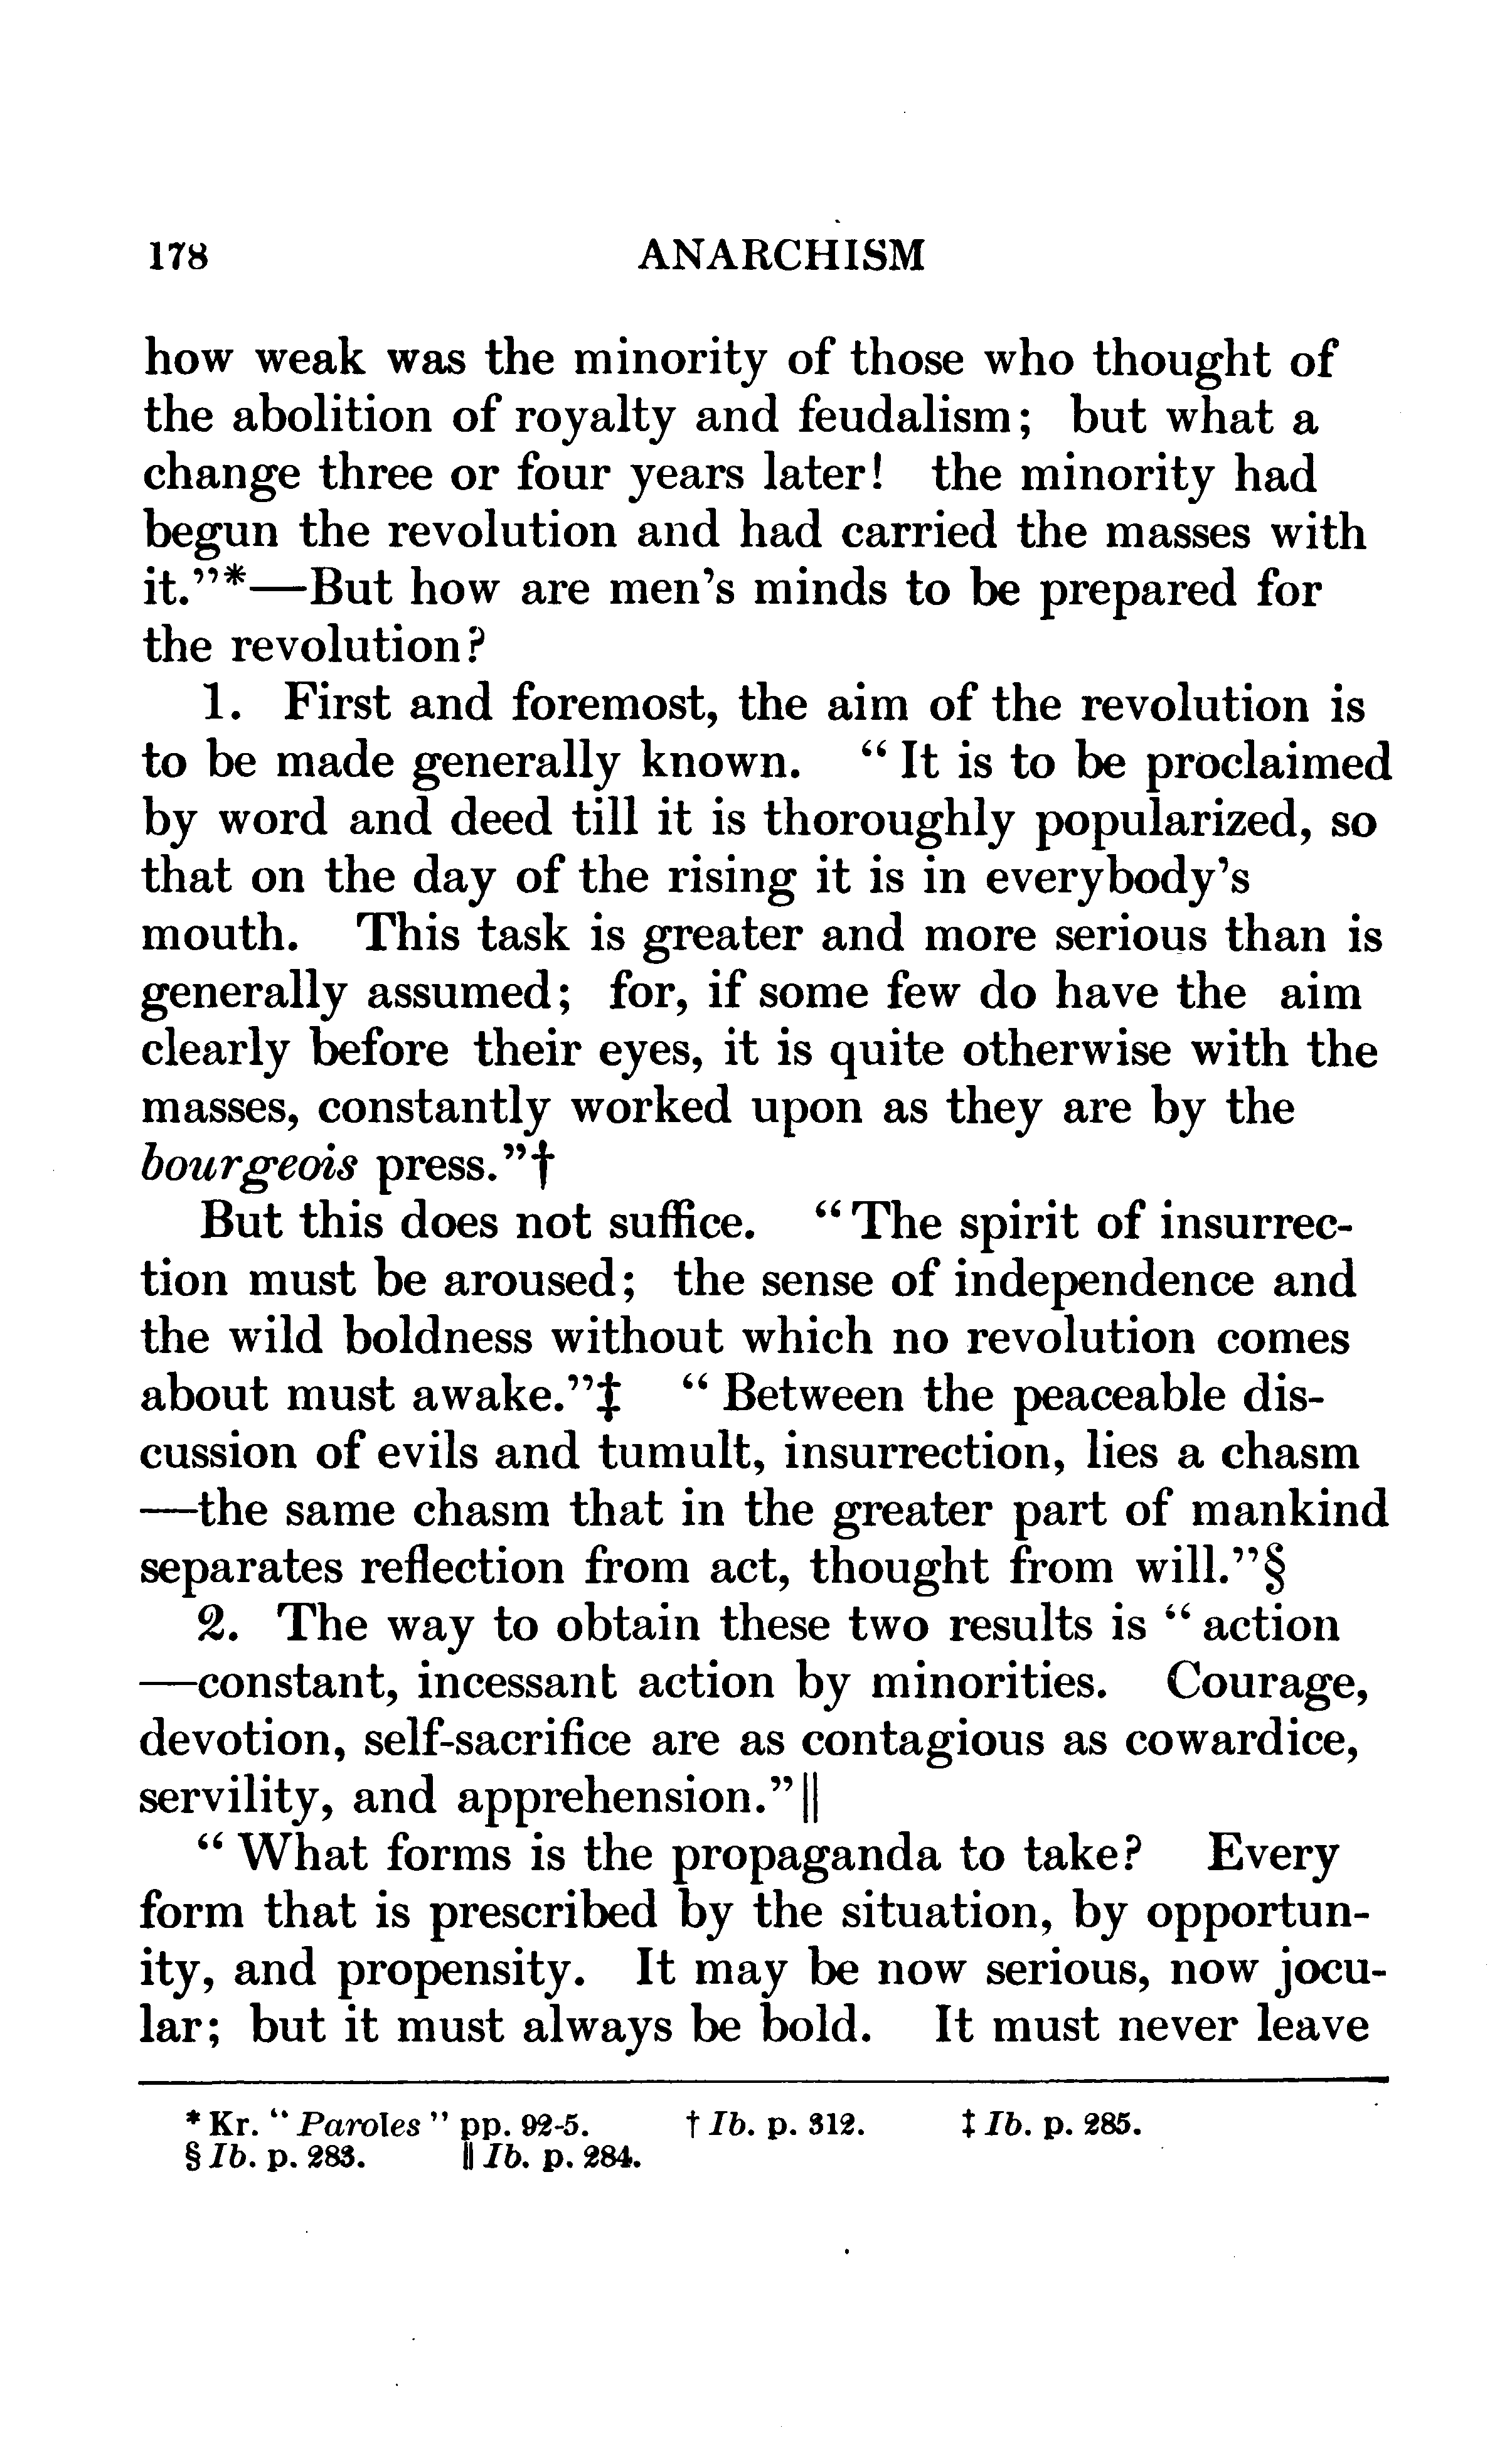 178 ANARCHISM
how weak was the minority of those who thought of
the abolition of royalty and feudalism; but what a
change three or four years later! the minority had
begun the revolution and had carried the masses with
it."*—But how are men's minds to be prepared for
the revolution?
1. First and foremost, the aim of the revolution is
to be made generally known. "It is to be proclaimed
by word and deed till it is thoroughly popularized, so
that on the day of the rising it is in everybody's
mouth. This task is greater and more serious than is
generally assumed; for, if some few do have the aim
clearly before their eyes, it is quite otherwise with the
masses, constantly worked upon as they are by the
bourgeois press."†
But this does not suffice. "The spirit of insurrec-
tion must be aroused; the sense of independence and
the wild boldness without which no revolution comes
about must awake."‡ "Between the peaceable dis-
cussion of evils and tumult, insurrection, lies a chasm
—the same chasm that in the greater part of mankind
separates reflection from act, thought from will."§
2. The way to obtain these two results is "action
—constant, incessant action by minorities. Courage,
devotion, self-sacrifice are as contagious as cowardice,
servility, and apprehension."‖
"What forms is the propaganda to take? Every
form that is prescribed by the situation, by opportun-
ity, and propensity. It may be now serious, now jocu-
lar; but it must always be bold. It must never leave
* Kr. "Paroles" pp. 92-5. † Ib. p. 312. ‡ Ib. p. 285.
§ Ib. p. 283. ‖ Ib. p. 284.